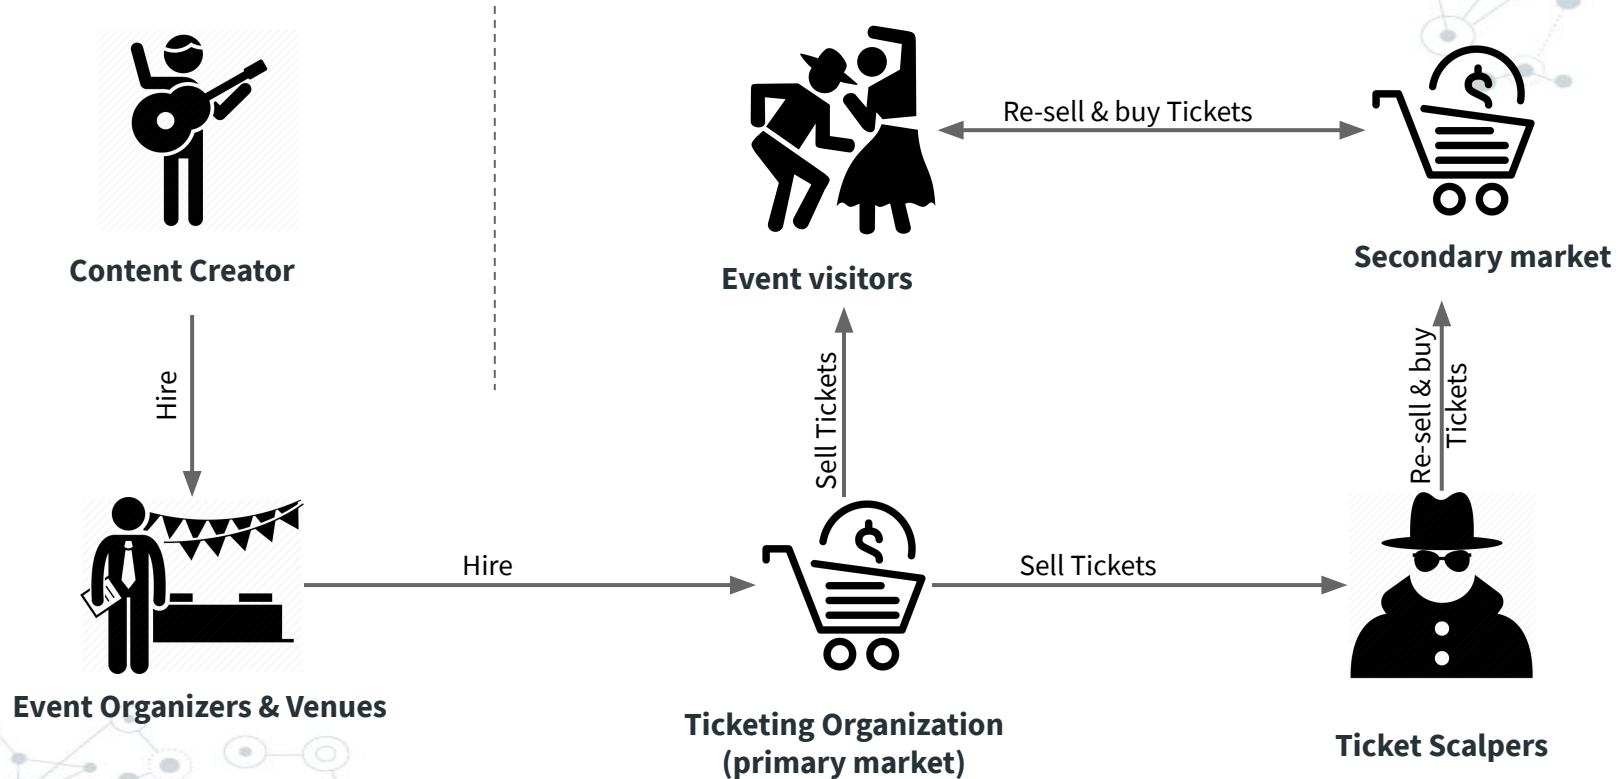 Re-sell & buy Tickets
Content Creator
Event visitors
Secondary market
Hire
Sell Tickets
Re-sell & buy
Tickets
Hire
Sell Tickets
Event Organizers & Venues
Ticketing Organization
(primary market)
Ticket Scalpers